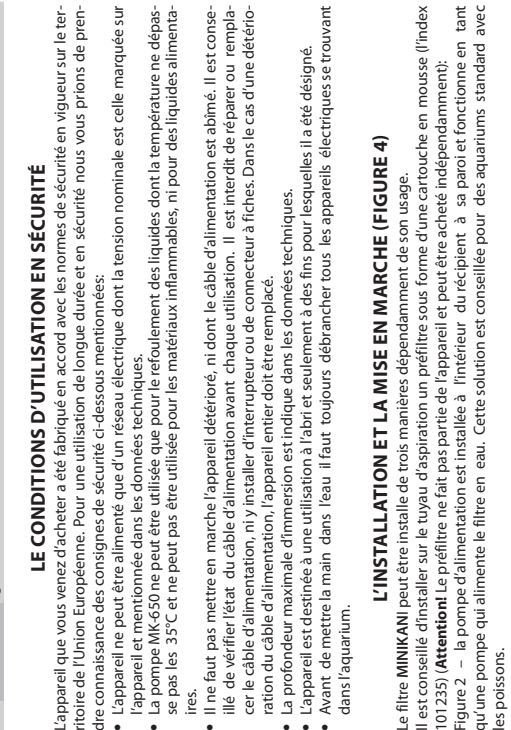 LE CONDITIONS D'UTILISATION EN SÉCURITÉ
L'appareil que vous venez d'acheter a été fabriqué en accord avec les normes de sécurité en vigueur sur le ter-
ritoire de l'Union Européenne. Pour une utilisation de longue durée et en sécurité nous vous prions de pren-
dre connaissance des consignes de sécurité ci-dessous mentionnées:
• L'appareil ne peut être alimenté que d'un réseau électrique dont la tension nominale est celle marquée sur
l'appareil et mentionnée dans les données techniques.
• La pompe MK-650 ne peut être utilisée que pour le refoulement des liquides dont la température ne dépas-
se pas les 35°C et ne peut pas être utilisée pour les matériaux inflammables, ni pour des liquides alimenta-
ires.
• Il ne faut pas mettre en marche l'appareil détérioré, ni dont le câble d'alimentation est abîmé. Il est conse-
illé de vérifier l'état du câble d'alimentation avant chaque utilisation. Il est interdit de réparer ou rempla-
cer le câble d'alimentation, ni y installer d'interrupteur ou de connecteur à fiches. Dans le cas d'une détério-
ration du câble d'alimentation, l'appareil entier doit être remplacé.
• La profondeur maximale d'immersion est indique dans les données techniques.
• L'appareil est destinée à une utilisation à l'abri et seulement à des fins pour lesquelles il a été désigné.
• Avant de mettre la main dans l'eau il faut toujours débrancher tous les appareils électriques se trouvant
dans l'aquarium.
L'INSTALLATION ET LA MISE EN MARCHE (FIGURE 4)
Le filtre MINIKANI peut être installe de trois manières dépendamment de son usage.
Il est conseillé d'installer sur le tuyau d'aspiration un préfiltre sous forme d'une cartouche en mousse (l'index
101235) (Attention! Le préfiltre ne fait pas partie de l'appareil et peut être acheté indépendamment):
Figure 2 – la pompe d'alimentation est installée à l'intérieur du récipient à sa paroi et fonctionne en tant
qu'une pompe qui alimente le filtre en eau. Cette solution est conseillée pour des aquariums standard avec
les poissons.